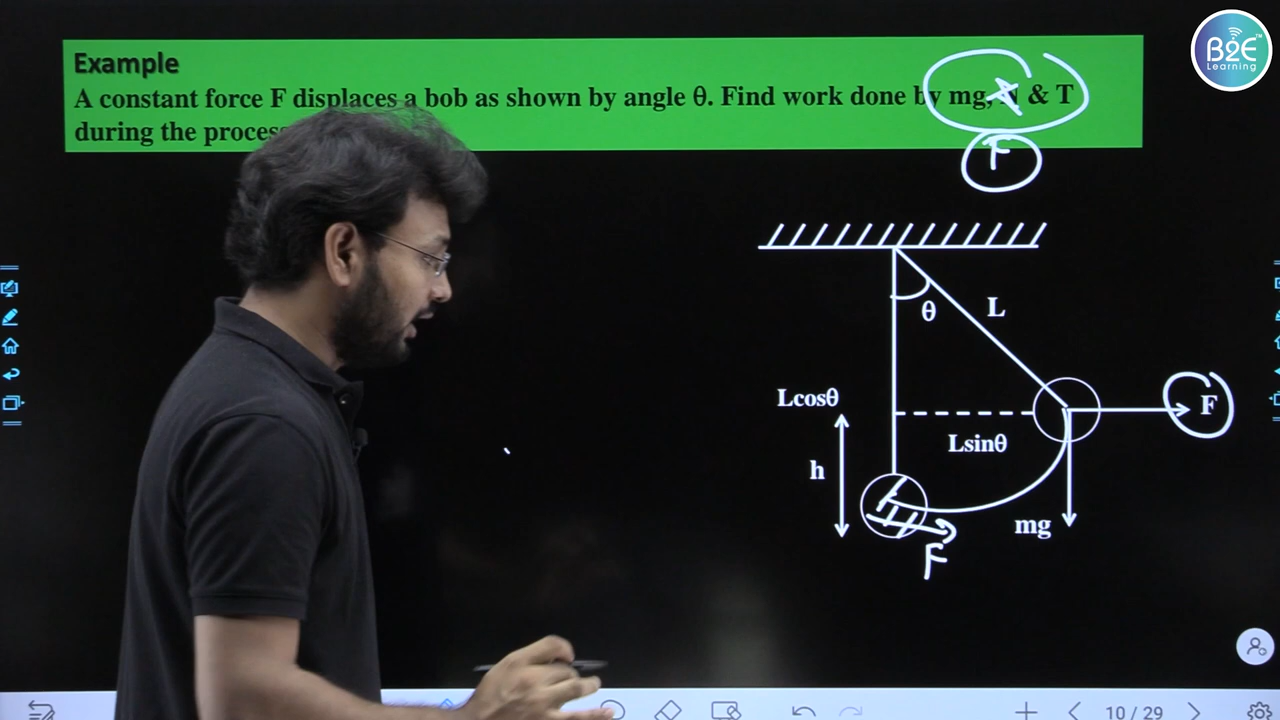 B2E
Learning
Example
A constant force F displaces a bob as shown by angle θ. Find work done by mg, & T
during the process
F
θ
L
Lcosθ
F
Lsinθ
h
mg
F
10 / 29